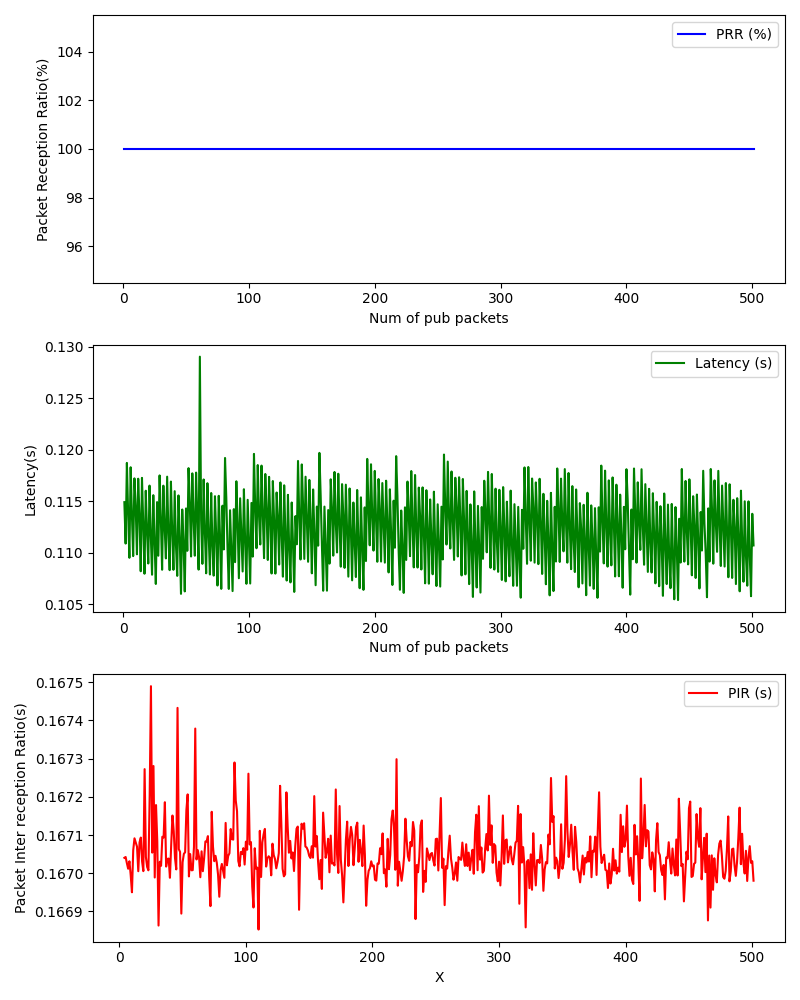 PRR (%)
104
102
100
98
96
Packet Reception Ratio(%)
0 100 200 300 400 500
Num of pub packets
Latency (s)
0.130
0.125
0.120
0.115
0.110
0.105
Latency(s)
0 100 200 300 400 500
Num of pub packets
PIR (s)
0.1675
0.1674
0.1673
0.1672
0.1671
0.1670
0.1669
Packet Inter reception Ratio(s)
0 100 200 300 400 500
X